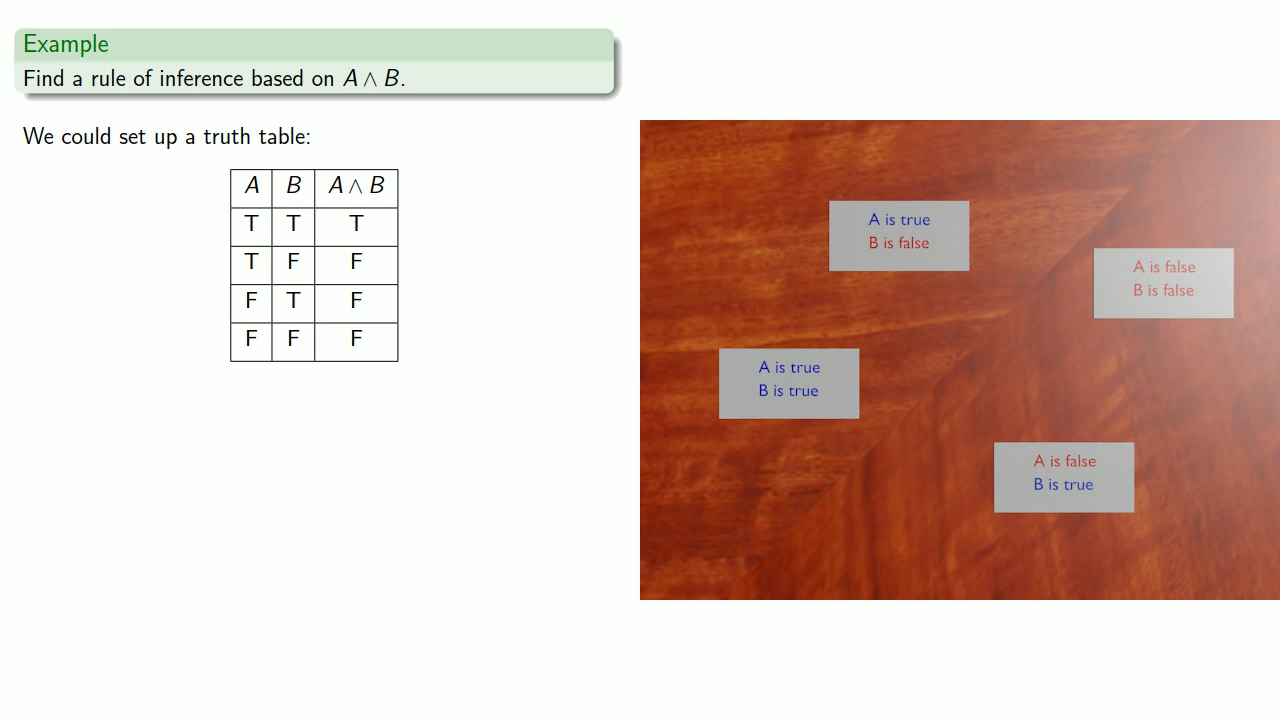 Example
Find a rule of inference based on A ∧ B.
We could set up a truth table:
A B A ∧ B
T T T
T F F
F T F
F F F
A is true
B is false
A is false
B is false
A is true
B is true
A is false
B is true